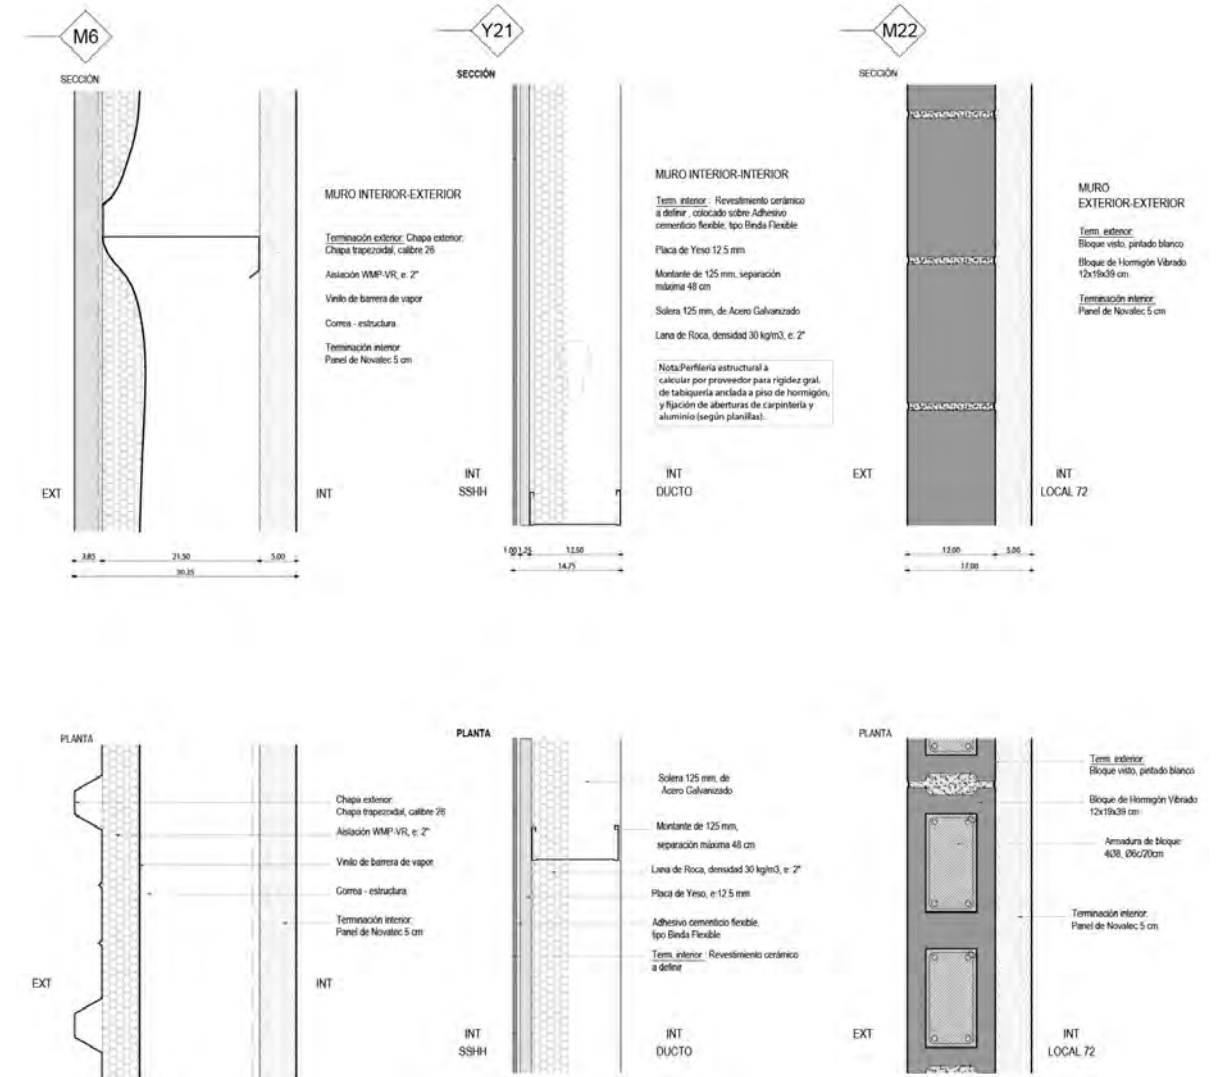 M6
SECCIÓN
MURO INTERIOR-EXTERIOR
Terminación exterior: Chapa exterior:
Chapa trapezoidal, calibre 26
Aislación WMP-VR, e: 2"
Vinilo de barrera de vapor
Correa - estructura
Terminación interior:
Panel de Novatec 5 cm
EXT
INT
3.85
21.50
5.00
30.35
Y21
SECCIÓN
MURO INTERIOR-INTERIOR
Term. interior : Revestimiento cerámico
a definir , colocado sobre Adhesivo
cementicio flexible, tipo Binda Flexible
Placa de Yeso 12.5 mm
Montante de 125 mm, separación
máxima 48 cm
Solera 125 mm, de Acero Galvanizado
Lana de Roca, densidad 30 kg/m3, e: 2"
Nota:Perfilería estructural a
calcular por proveedor para rigidez gral.
de tabiquería anclada a piso de hormigón,
y fijación de aberturas de carpintería y
aluminio (según planillas).
INT
SSHH
INT
DUCTO
1.00
1.25
12.50
14.75
M22
SECCIÓN
MURO
EXTERIOR-EXTERIOR
Term. exterior:
Bloque visto, pintado blanco
Bloque de Hormigón Vibrado
12x19x39 cm
Terminación interior:
Panel de Novatec 5 cm
EXT
INT
LOCAL 72
12.00
5.00
17.00
PLANTA
Chapa exterior:
Chapa trapezoidal, calibre 26
Aislación WMP-VR, e: 2"
Vinilo de barrera de vapor
Correa - estructura
Terminación interior:
Panel de Novatec 5 cm
EXT
INT
PLANTA
Solera 125 mm, de
Acero Galvanizado
Montante de 125 mm,
separación máxima 48 cm
Lana de Roca, densidad 30 kg/m3, e: 2"
Placa de Yeso, e:12.5 mm
Adhesivo cementicio flexible,
tipo Binda Flexible
Term. interior : Revestimiento cerámico
a definir
INT
SSHH
INT
DUCTO
PLANTA
Term. exterior:
Bloque visto, pintado blanco
Bloque de Hormigón Vibrado
12x19x39 cm
Armadura de bloque:
4Ø8, Ø6c/20cm
Terminación interior:
Panel de Novatec 5 cm
EXT
INT
LOCAL 72